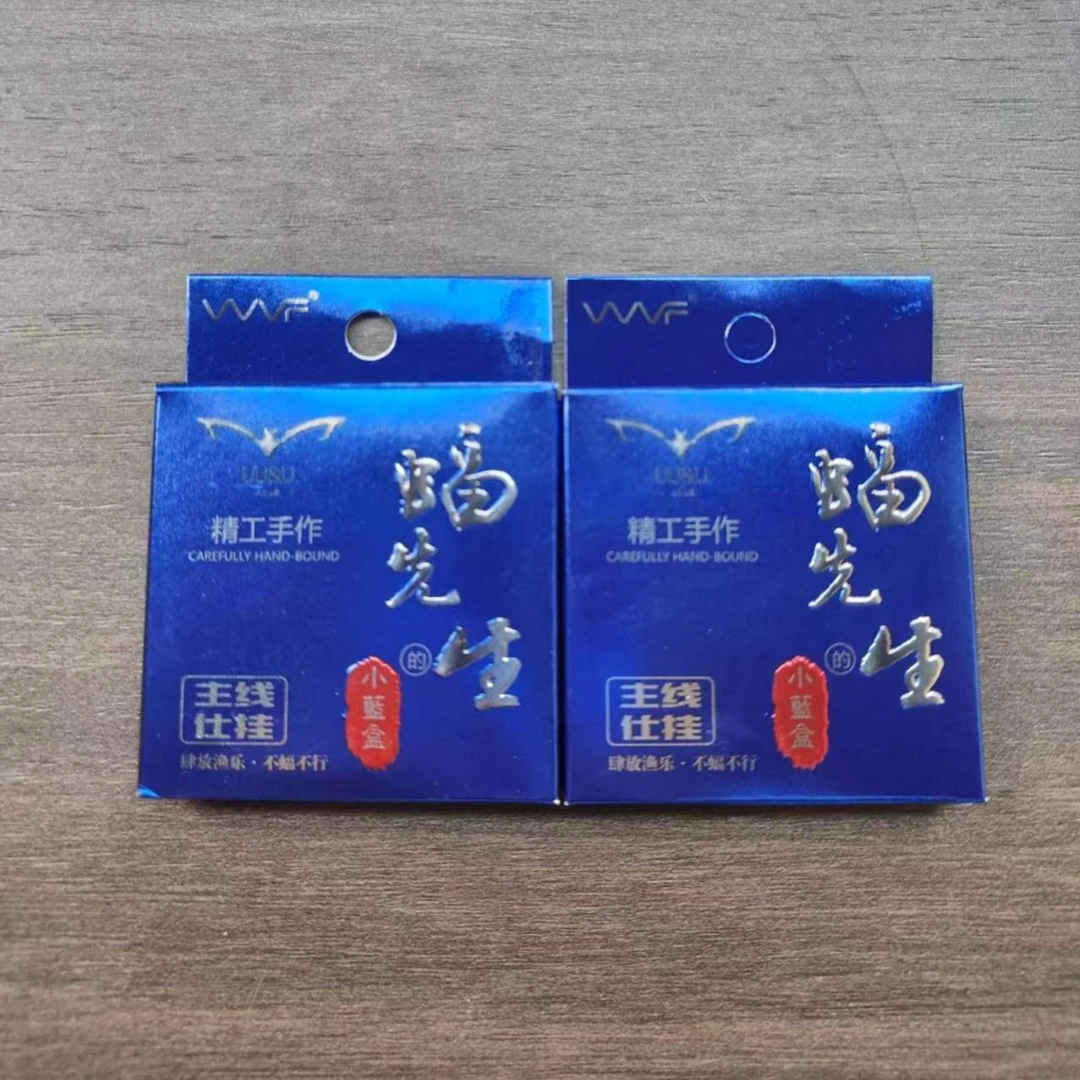 WVF®
精工手作
CAREFULLY HAND-BOUND
蝠先生
的
小藍盒
主线
仕挂
肆放渔乐·不蝠不行
WVF®
精工手作
CAREFULLY HAND-BOUND
蝠先生
的
小藍盒
主线
仕挂
肆放渔乐·不蝠不行